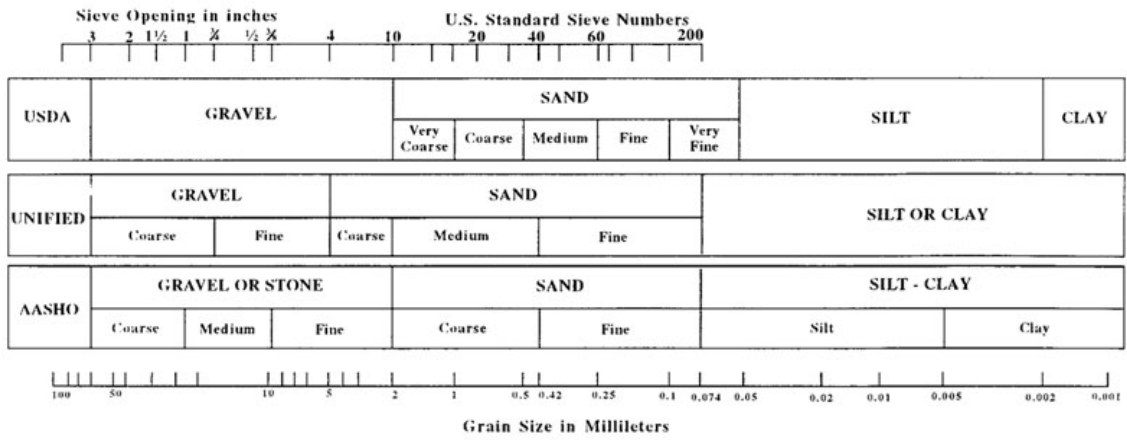 Sieve Opening in inches
U.S. Standard Sieve Numbers
3 2 1½ 1 ¾ ½ ⅜ 4 10 20 40 60 200
USDA
GRAVEL
SAND
Very Coarse
Coarse
Medium
Fine
Very Fine
SILT
CLAY
UNIFIED
GRAVEL
SAND
SILT OR CLAY
Coarse
Fine
Coarse
Medium
Fine
AASHO
GRAVEL OR STONE
SAND
SILT - CLAY
Coarse
Medium
Fine
Coarse
Fine
Silt
Clay
100 50 10 5 2 1 0.5 0.42 0.25 0.1 0.074 0.05 0.02 0.01 0.005 0.002 0.001
Grain Size in Millileters